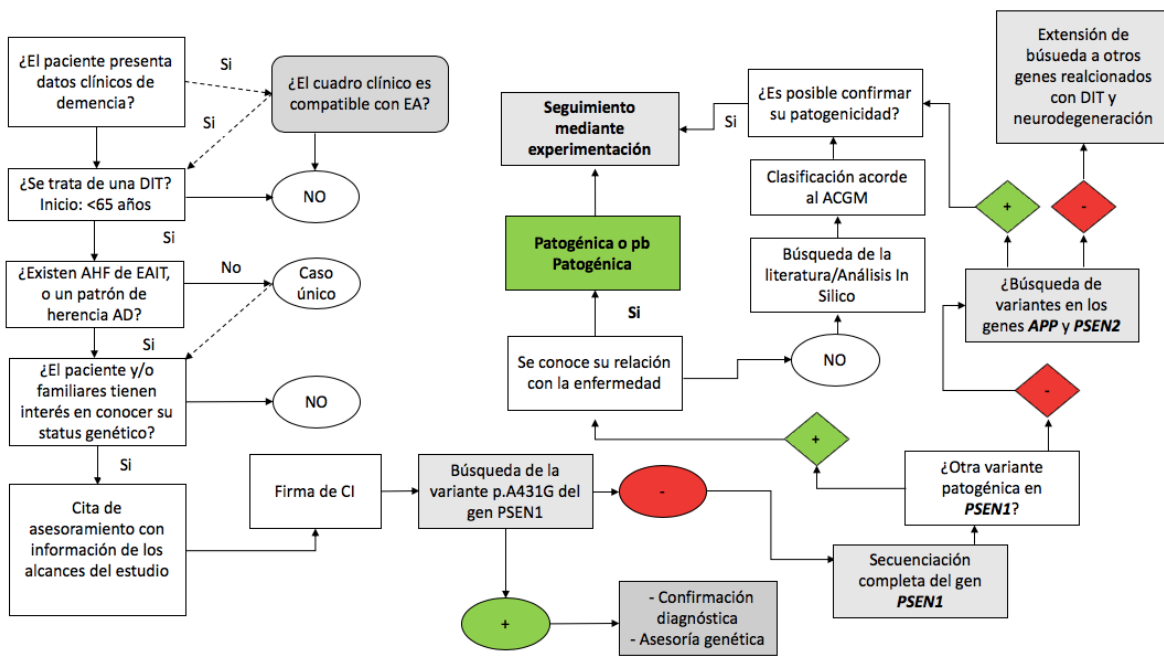 ¿El paciente presenta
datos clínicos de
demencia?
Si
Si
¿El cuadro clínico es
compatible con EA?
¿Se trata de una DIT?
Inicio: <65 años
NO
Si
¿Existen AHF de EAIT,
o un patrón de
herencia AD?
No
Caso
único
Si
¿El paciente y/o
familiares tienen
interés en conocer su
status genético?
NO
Si
Cita de
asesoramiento con
información de los
alcances del estudio
Firma de CI
Búsqueda de la
variante p.A431G del
gen PSEN1
-
+
- Confirmación
diagnóstica
- Asesoría genética
Secuenciación
completa del gen
PSEN1
¿Otra variante
patogénica en
PSEN1?
+
-
Se conoce su relación
con la enfermedad
Si
NO
Patogénica o pb
Patogénica
Seguimiento
mediante
experimentación
Búsqueda de la
literatura/Análisis In
Silico
Clasificación acorde
al ACGM
¿Es posible confirmar
su patogenicidad?
Si
¿Búsqueda de
variantes en los
genes APP y PSEN2
+
-
Extensión de
búsueda a otros
genes realcionados
con DIT y
neurodegeneración